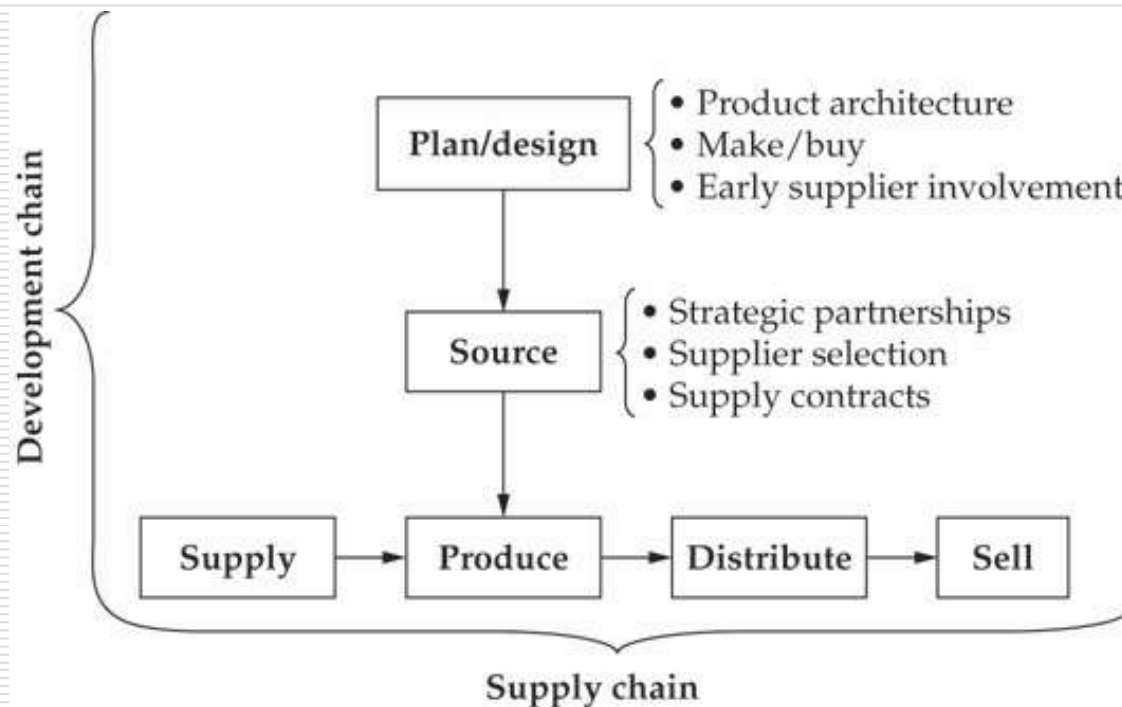 Development chain
Plan/design
• Product architecture
• Make/buy
• Early supplier involvement
Source
• Strategic partnerships
• Supplier selection
• Supply contracts
Supply
Produce
Distribute
Sell
Supply chain